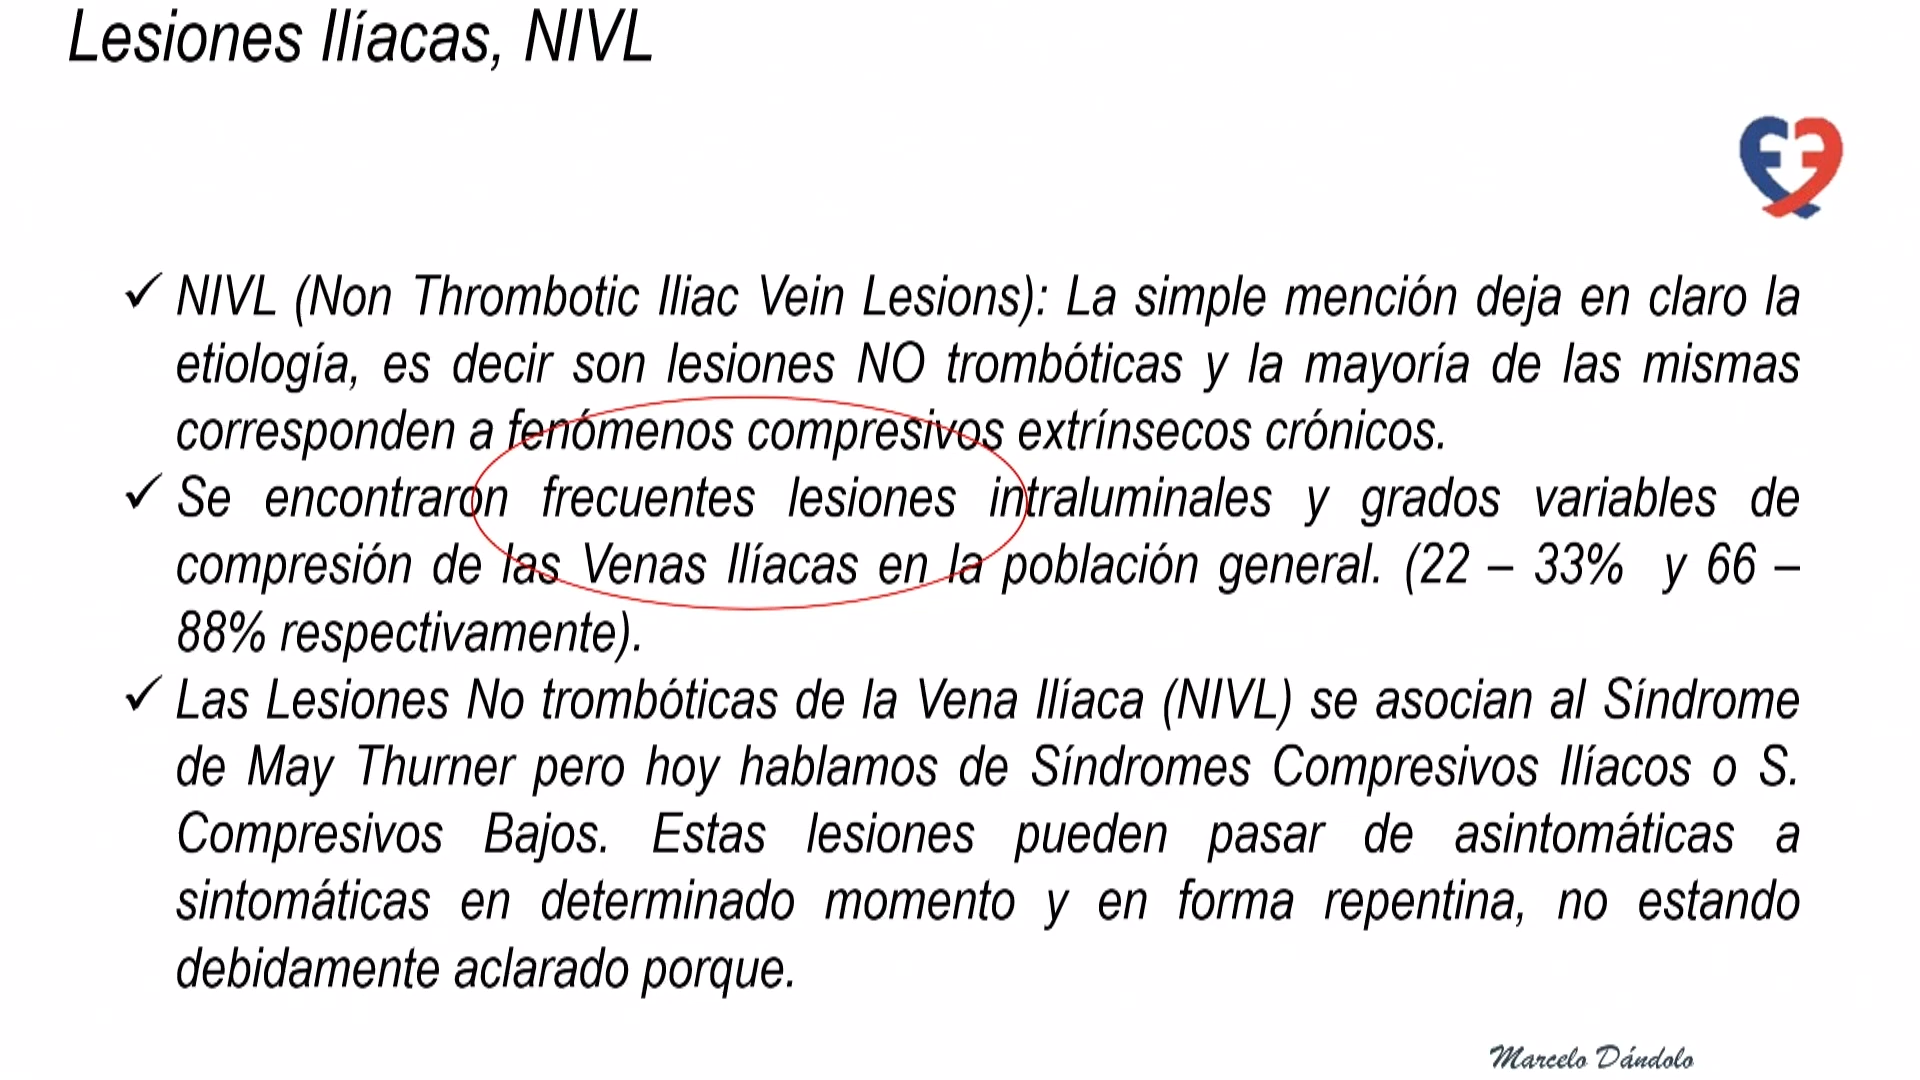 Lesiones Ilíacas, NIVL
✓ NIVL (Non Thrombotic Iliac Vein Lesions): La simple mención deja en claro la
etiología, es decir son lesiones NO trombóticas y la mayoría de las mismas
corresponden a fenómenos compresivos extrínsecos crónicos.
✓ Se encontraron frecuentes lesiones intraluminales y grados variables de
compresión de las Venas Ilíacas en la población general. (22 – 33% y 66 –
88% respectivamente).
✓ Las Lesiones No trombóticas de la Vena Ilíaca (NIVL) se asocian al Síndrome
de May Thurner pero hoy hablamos de Síndromes Compresivos Ilíacos o S.
Compresivos Bajos. Estas lesiones pueden pasar de asintomáticas a
sintomáticas en determinado momento y en forma repentina, no estando
debidamente aclarado porque.
Marcelo Dándolo